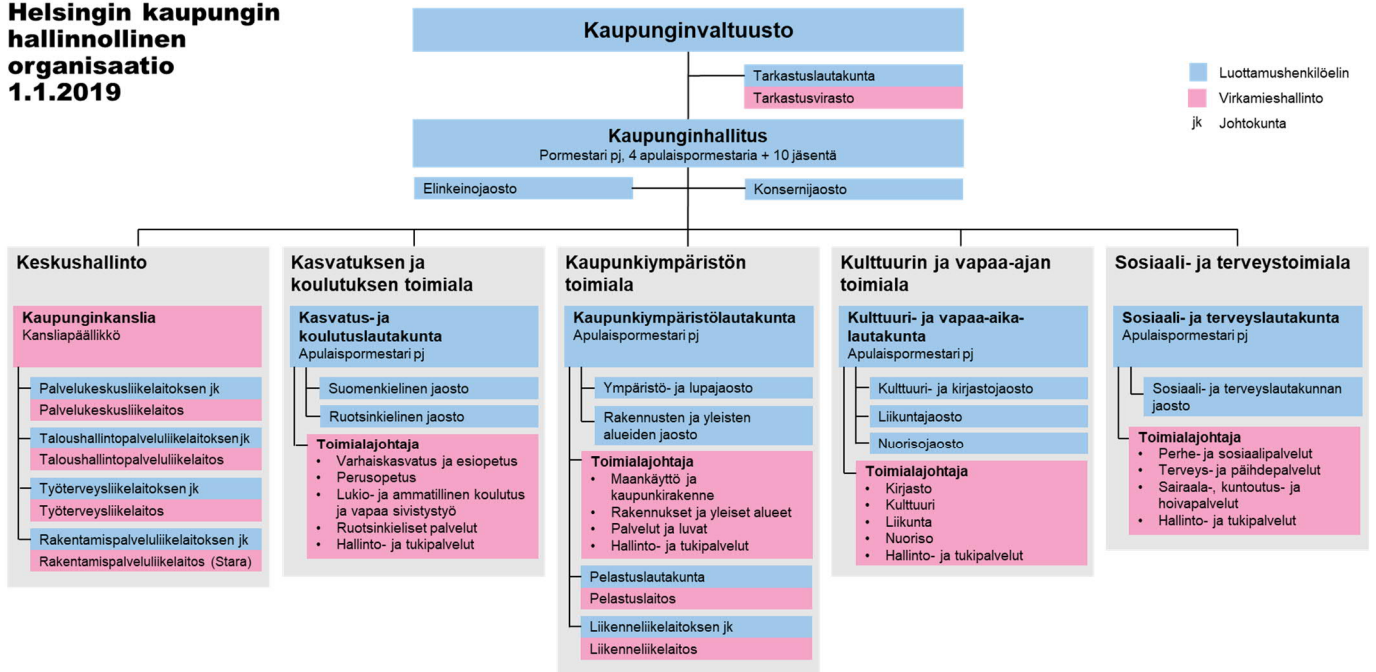 Helsingin kaupungin
hallinnollinen
organisaatio
1.1.2019
Kaupunginvaltuusto
Tarkastuslautakunta
Tarkastusvirasto
Luottamushenkilöelin
Virkamieshallinto
jk Johtokunta
Kaupunginhallitus
Pormestari pj, 4 apulaispormestaria + 10 jäsentä
Elinkeinojaosto
Konsernijaosto
Keskushallinto
Kaupunginkanslia
Kansliapäällikkö
Palvelukeskusliikelaitoksen jk
Palvelukeskusliikelaitos
Taloushallintopalveluliikelaitoksen jk
Taloushallintopalveluliikelaitos
Työterveysliikelaitoksen jk
Työterveysliikelaitos
Rakentamispalveluliikelaitoksen jk
Rakentamispalveluliikelaitos (Stara)
Kasvatuksen ja
koulutuksen toimiala
Kasvatus- ja
koulutuslautakunta
Apulaispormestari pj
Suomenkielinen jaosto
Ruotsinkielinen jaosto
Toimialajohtaja
• Varhaiskasvatus ja esiopetus
• Perusopetus
• Lukio- ja ammatillinen koulutus
ja vapaa sivistystyö
• Ruotsinkieliset palvelut
• Hallinto- ja tukipalvelut
Kaupunkiympäristön
toimiala
Kaupunkiympäristölautakunta
Apulaispormestari pj
Ympäristö- ja lupajaosto
Rakennusten ja yleisten
alueiden jaosto
Toimialajohtaja
• Maankäyttö ja
kaupunkirakenne
• Rakennukset ja yleiset alueet
• Palvelut ja luvat
• Hallinto- ja tukipalvelut
Pelastuslautakunta
Pelastuslaitos
Liikenneliikelaitoksen jk
Liikenneliikelaitos
Kulttuurin ja vapaa-ajan
toimiala
Kulttuuri- ja vapaa-aika-
lautakunta
Apulaispormestari pj
Kulttuuri- ja kirjastojaosto
Liikuntajaosto
Nuorisojaosto
Toimialajohtaja
• Kirjasto
• Kulttuuri
• Liikunta
• Nuoriso
• Hallinto- ja tukipalvelut
Sosiaali- ja terveystoimiala
Sosiaali- ja terveyslautakunta
Apulaispormestari pj
Sosiaali- ja terveyslautakunnan
jaosto
Toimialajohtaja
• Perhe- ja sosiaalipalvelut
• Terveys- ja päihdepalvelut
• Sairaala-, kuntoutus- ja
hoivapalvelut
• Hallinto- ja tukipalvelut